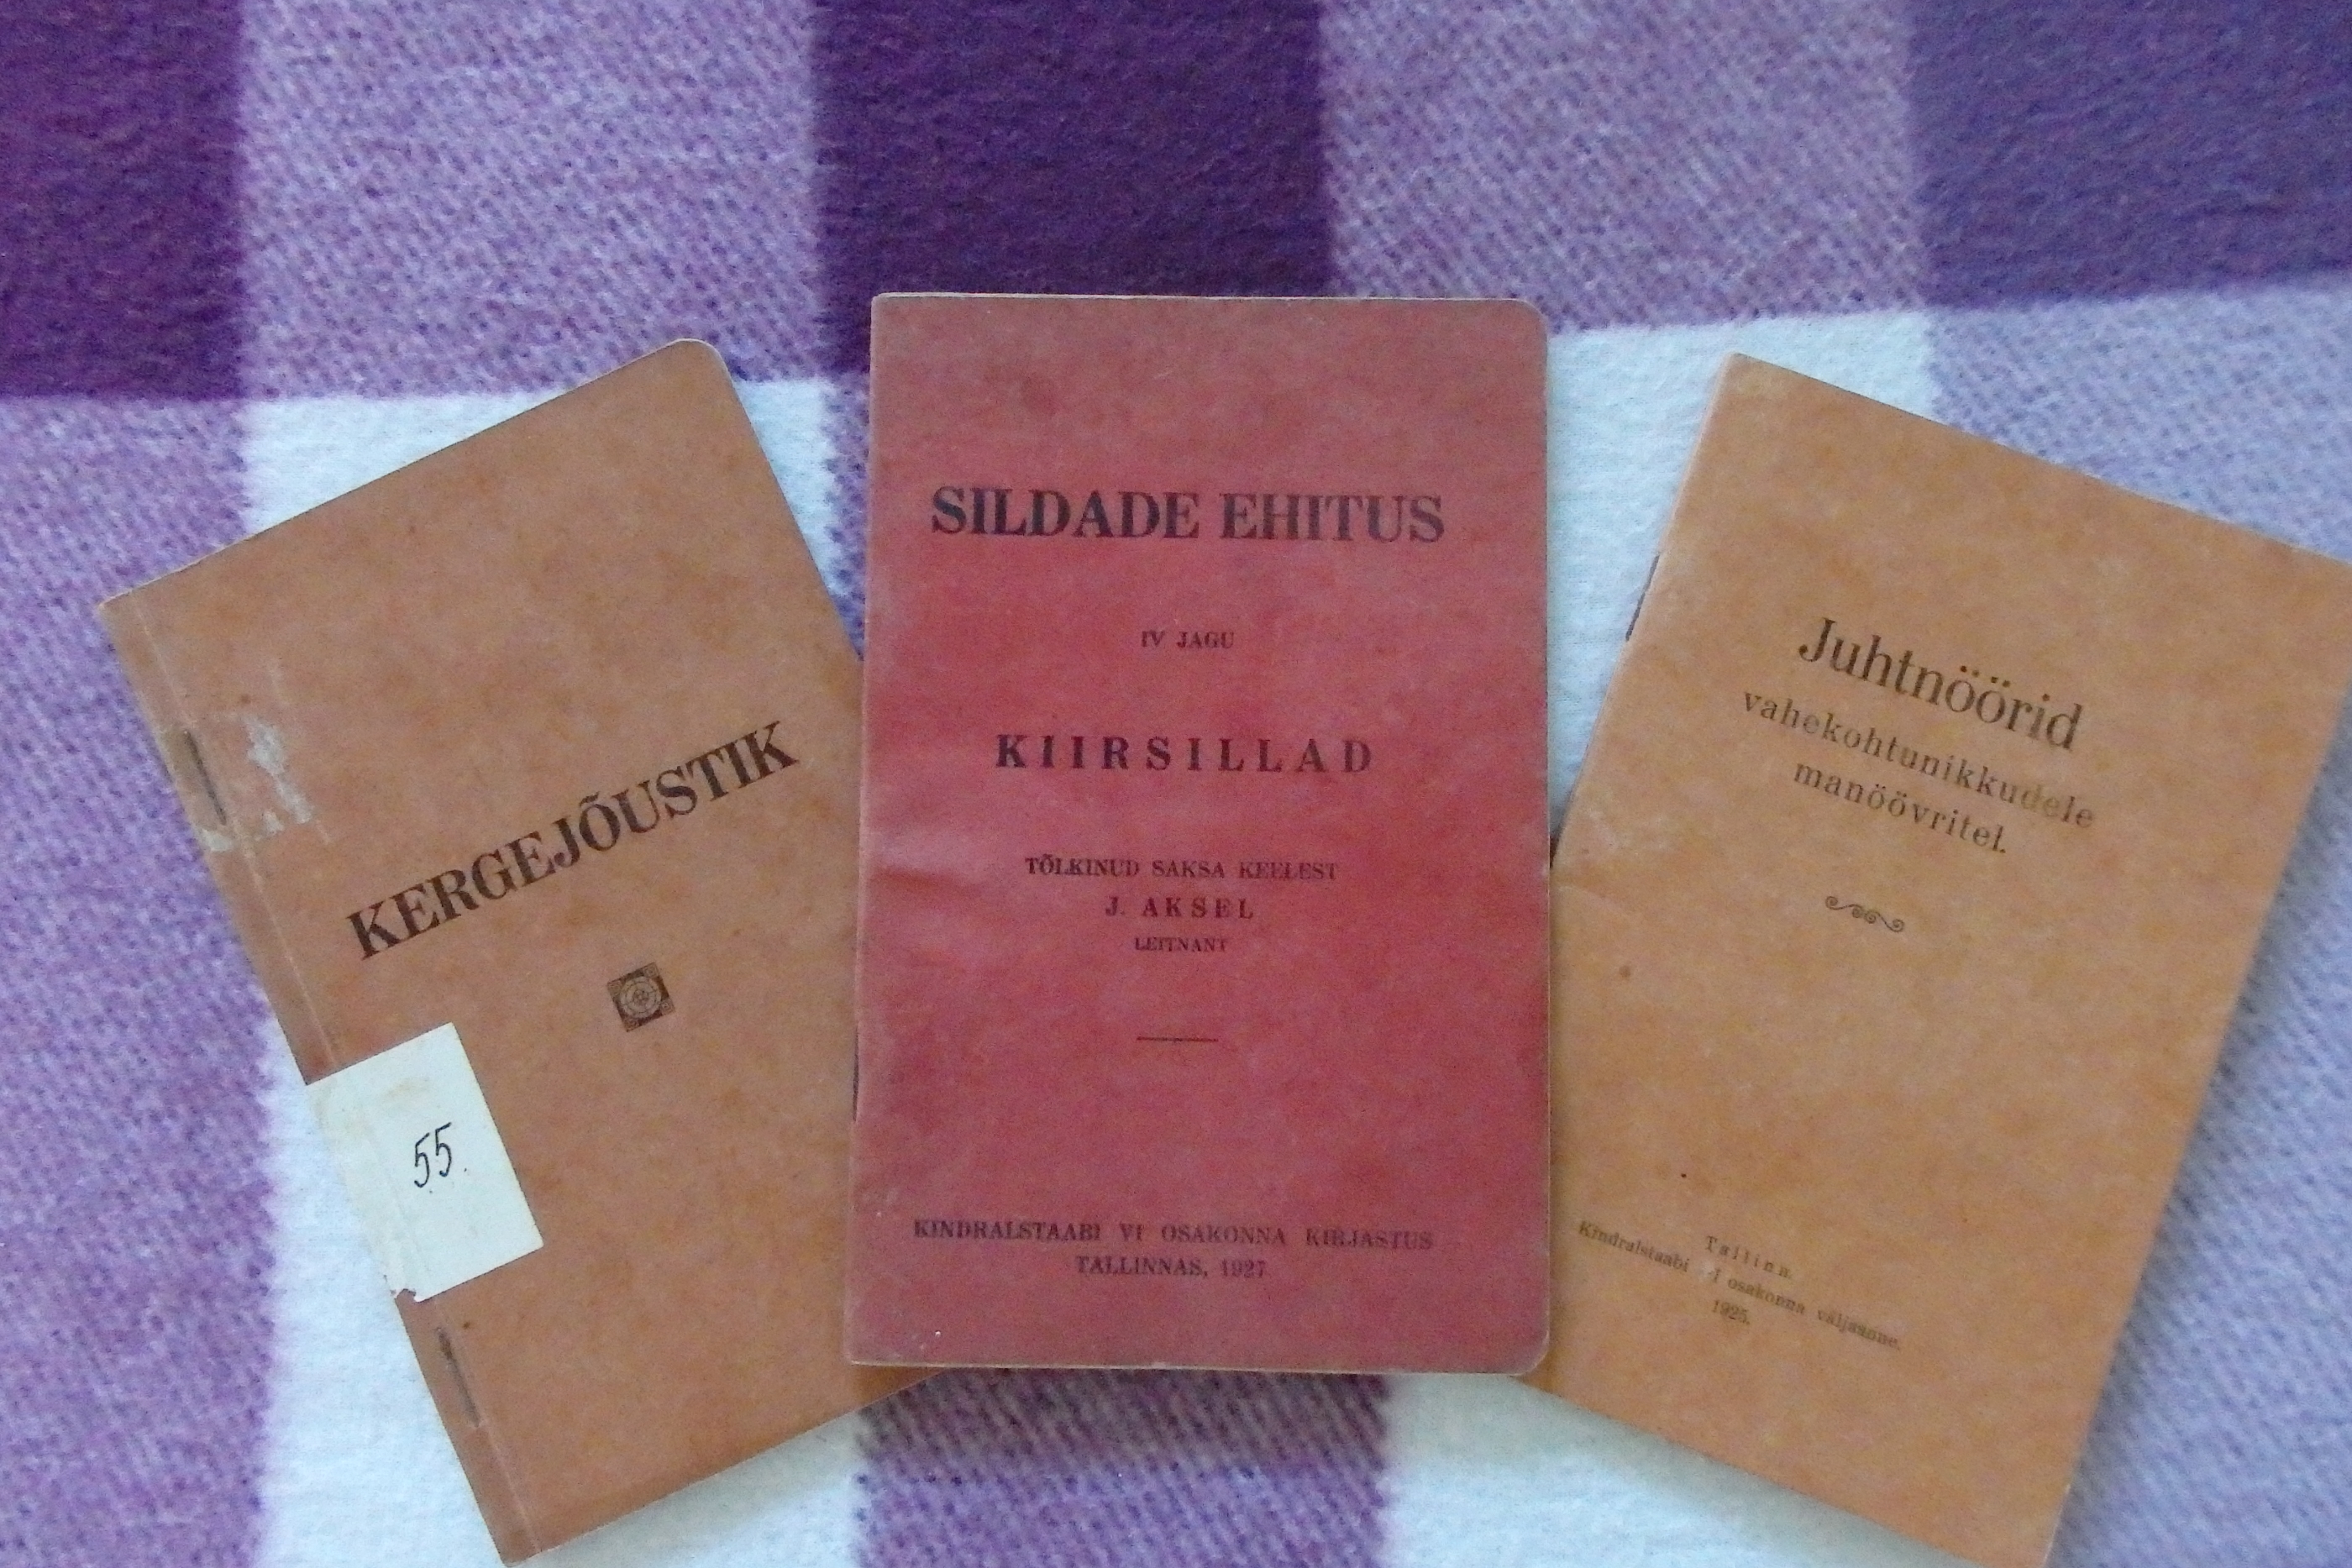 KERGEJÕUSTIK
55.
SILDADE EHITUS
IV JAGU
KIIRSILLAD
TÕLKINUD SAKSA KEELEST
J. AKSEL
LEITNANT
KINDRALSTAABI VI OSAKONNA KIRJASTUS
TALLINNAS, 1927
Juhtnöörid
vahekohtunikkudele
manöövritel.
Tallinn.
Kindralstaabi osakonna väljaanne.
1925.